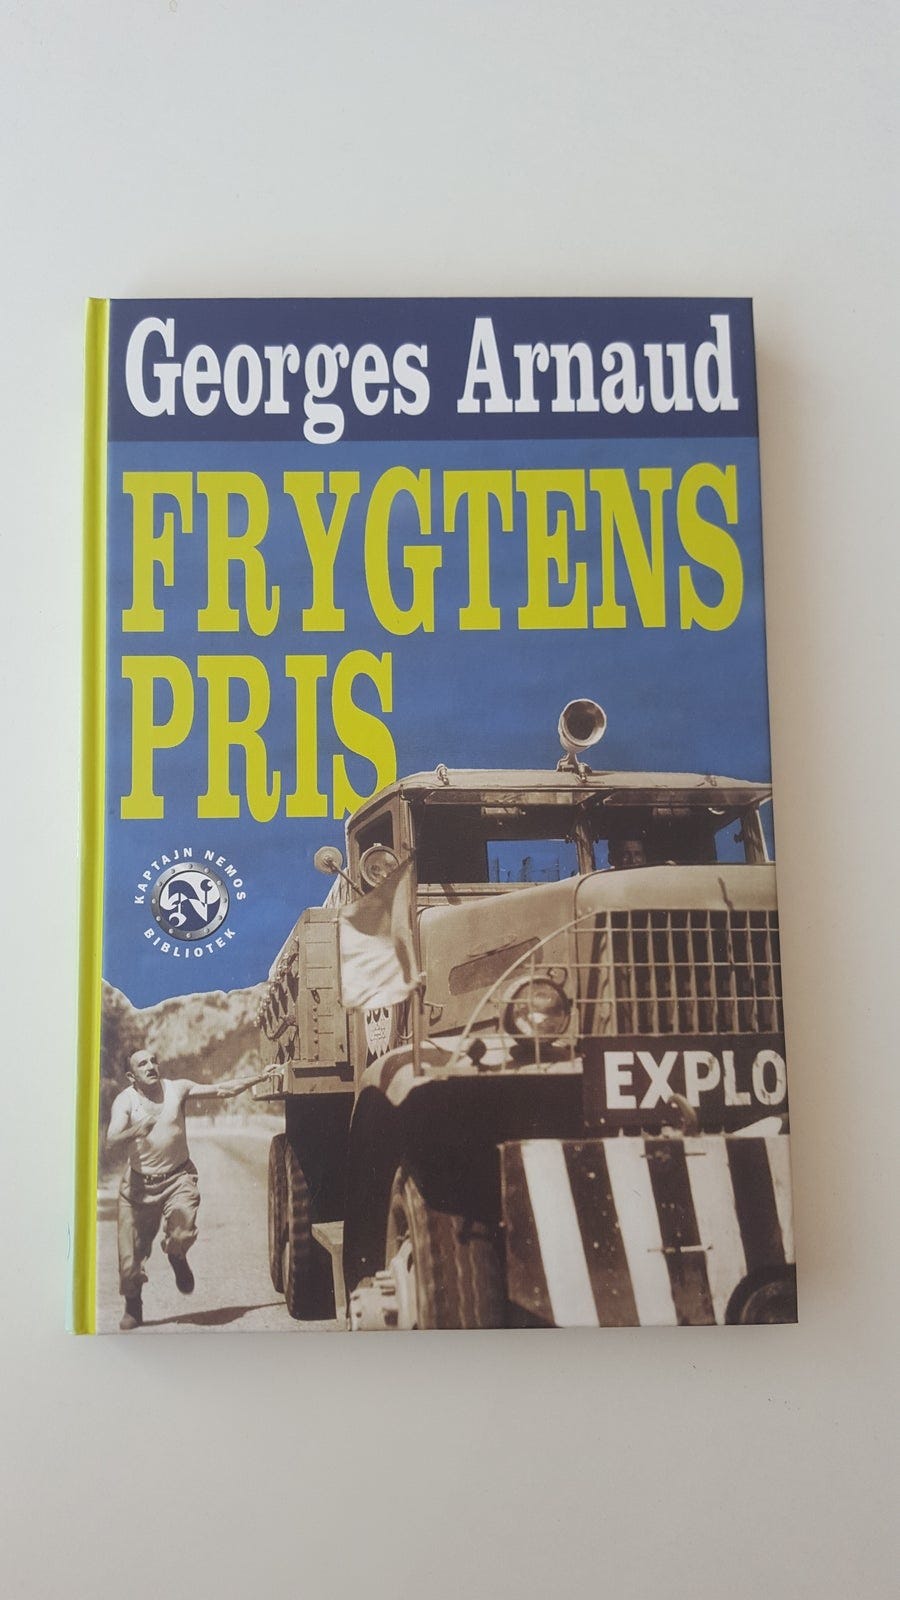 Georges Arnaud
FRYGTENS
PRIS
KAPTAJN NEMOS
N
BIBLIOTEK
EXPLO